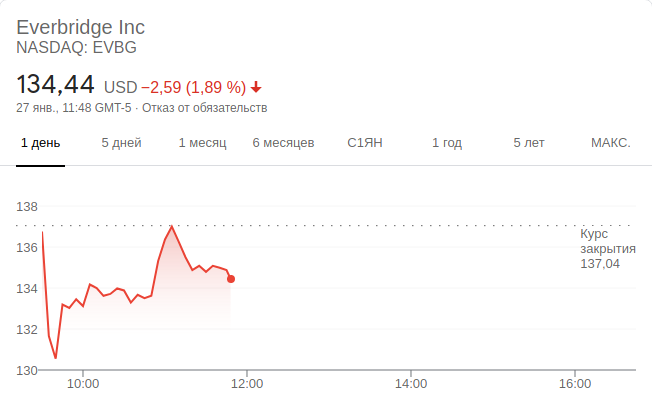 Everbridge Inc
NASDAQ: EVBG
134,44 USD −2,59 (1,89 %)
27 янв., 11:48 GMT-5 · Отказ от обязательств
1 день 5 дней 1 месяц 6 месяцев С1ЯН 1 год 5 лет МАКС.
138
136
134
132
130
Курс
закрытия
137,04
10:00 12:00 14:00 16:00